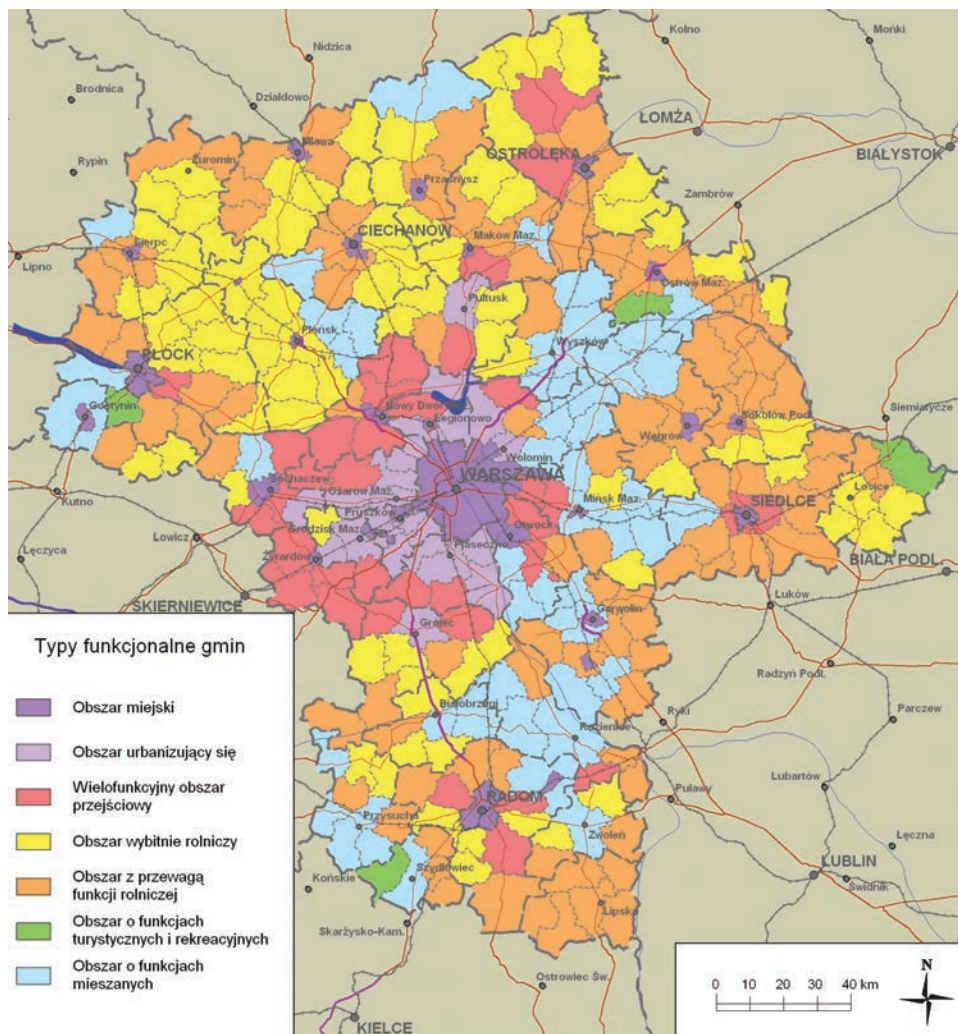 Nidzica
Kolno
Mońki
Brodnica
Działdowo
ŁOMŻA
BIAŁYSTOK
Mława
OSTROŁĘKA
Rypin
Żuromin
Przasnysz
Zambrów
Sierpc
CIECHANÓW
Maków Maz.
Lipno
Ostrów Maz.
Pułtusk
Płońsk
Wyszków
PŁOCK
Gostynin
Nowy Dwór
Legionowo
Sokołów Podl.
Siemiatycze
Węgrów
Wołomin
WARSZAWA
Kutno
Sochaczew
Ożarów Maz.
Mińsk Maz.
SIEDLCE
Łosice
Pruszków
Łowicz
Grodzisk Maz.
Otwock
Łęczyca
Piaseczno
Żyrardów
BIAŁA PODL.
SKIERNIEWICE
Łuków
Garwolin
Grójec
Radzyń Podl.
Białobrzegi
Ryki
Parczew
Kozienice
Lubartów
RADOM
Puławy
Przysucha
Zwoleń
Łęczna
Szydłowiec
LUBLIN
Końskie
Świdnik
Lipsko
Skarżysko-Kam.
Ostrowiec Św.
KIELCE
Typy funkcjonalne gmin
Obszar miejski
Obszar urbanizujący się
Wielofunkcyjny obszar
przejściowy
Obszar wybitnie rolniczy
Obszar z przewagą
funkcji rolniczej
Obszar o funkcjach
turystycznych i rekreacyjnych
Obszar o funkcjach
mieszanych
N
0 10 20 30 40 km